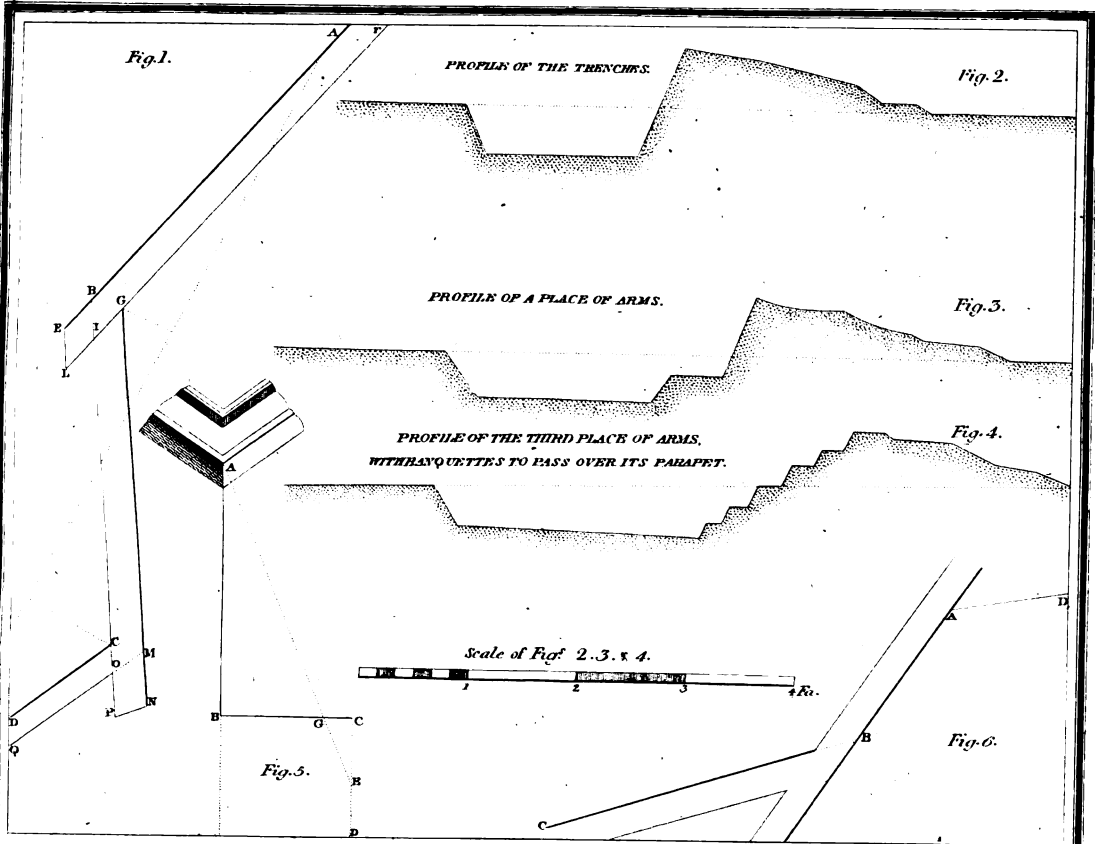 Fig.1.
A r
PROFILE OF THE TRENCHES.
Fig. 2.
B G
E I
L
PROFILE OF A PLACE OF ARMS.
Fig. 3.
PROFILE OF THE THIRD PLACE OF ARMS,
WITH BANQUETTES TO PASS OVER ITS PARAPET.
Fig. 4.
A
A D
C
O M
P N
D
Q
Scale of Figs 2.3. & 4.
1 2 3 4 Fa.
B G C
B
Fig. 6.
Fig. 5.
E
D
C